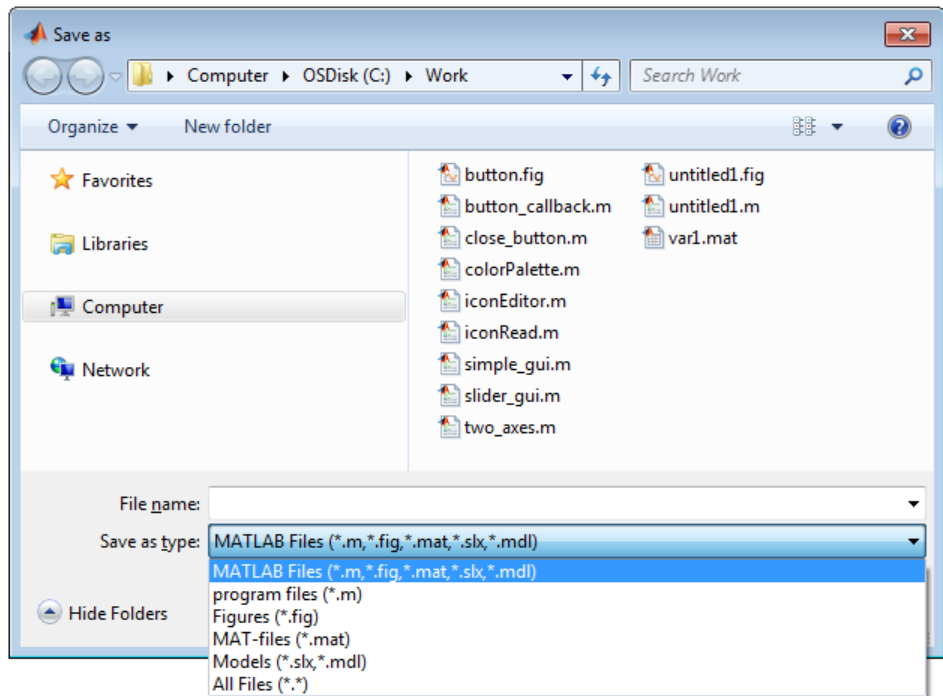 Save as
Computer ▸ OSDisk (C:) ▸ Work
Search Work
Organize
New folder
Favorites
Libraries
Computer
Network
button.fig
button_callback.m
close_button.m
colorPalette.m
iconEditor.m
iconRead.m
simple_gui.m
slider_gui.m
two_axes.m
untitled1.fig
untitled1.m
var1.mat
File name:
Save as type: MATLAB Files (*.m,*.fig,*.mat,*.slx,*.mdl)
MATLAB Files (*.m,*.fig,*.mat,*.slx,*.mdl)
program files (*.m)
Figures (*.fig)
MAT-files (*.mat)
Models (*.slx,*.mdl)
All Files (*.*)
Hide Folders